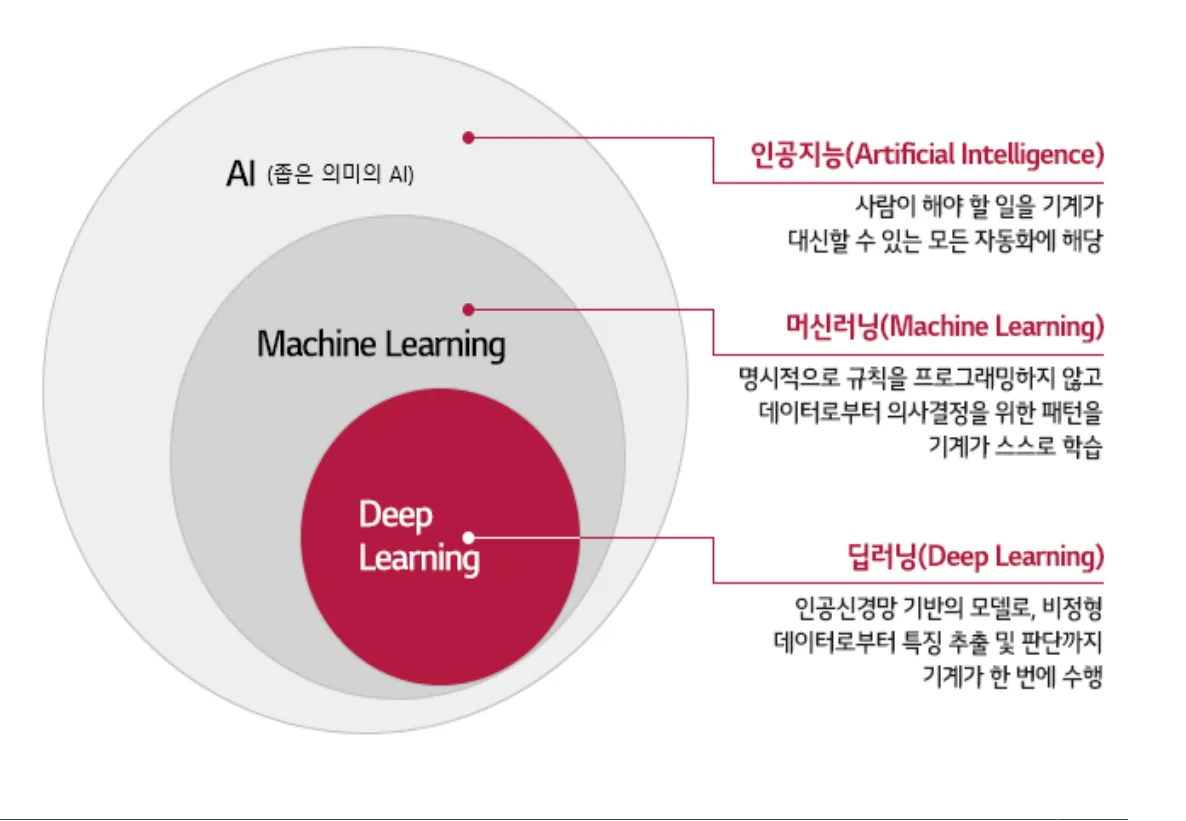 AI (좁은 의미의 AI)
Machine Learning
Deep
Learning
인공지능(Artificial Intelligence)
사람이 해야 할 일을 기계가
대신할 수 있는 모든 자동화에 해당
머신러닝(Machine Learning)
명시적으로 규칙을 프로그래밍하지 않고
데이터로부터 의사결정을 위한 패턴을
기계가 스스로 학습
딥러닝(Deep Learning)
인공신경망 기반의 모델로, 비정형
데이터로부터 특징 추출 및 판단까지
기계가 한 번에 수행